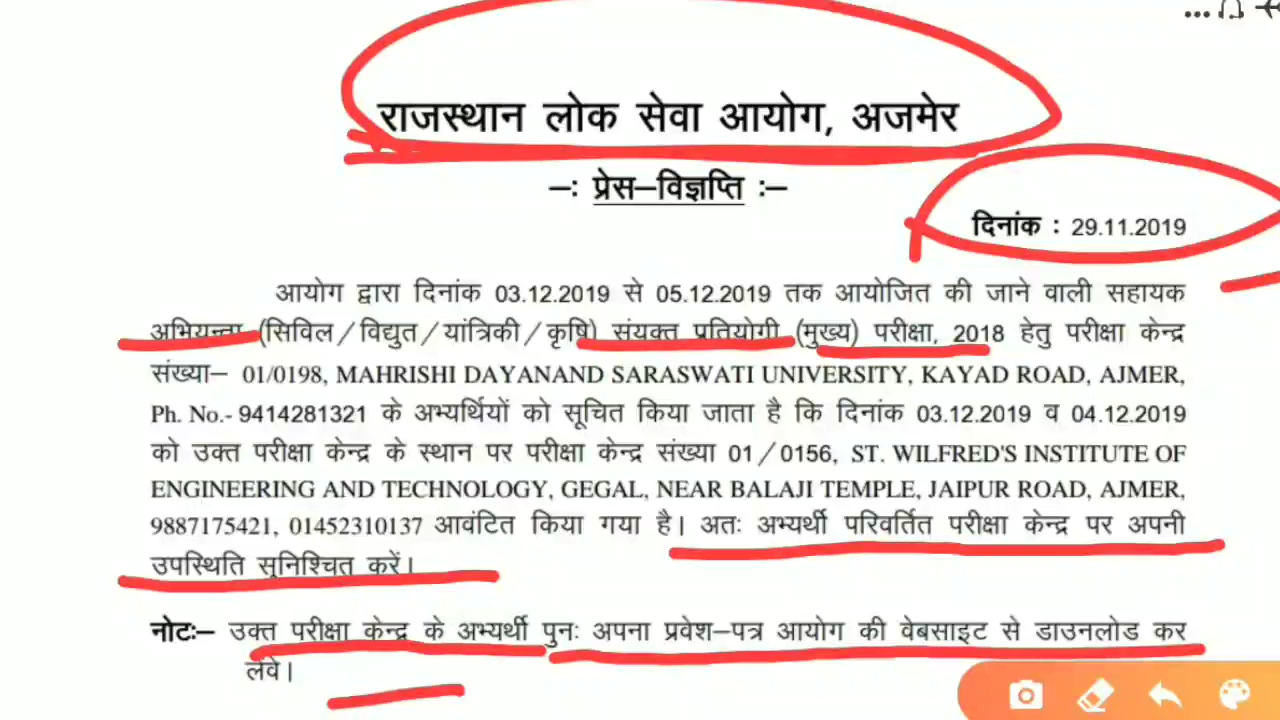 राजस्थान लोक सेवा आयोग, अजमेर
–: प्रेस–विज्ञप्ति :–
दिनांक : 29.11.2019
आयोग द्वारा दिनांक 03.12.2019 से 05.12.2019 तक आयोजित की जाने वाली सहायक
अभियन्ता (सिविल/विद्युत/यांत्रिकी/कृषि) संयुक्त प्रतियोगी (मुख्य) परीक्षा, 2018 हेतु परीक्षा केन्द्र
संख्या– 01/0198, MAHRISHI DAYANAND SARASWATI UNIVERSITY, KAYAD ROAD, AJMER,
Ph. No.- 9414281321 के अभ्यर्थियों को सूचित किया जाता है कि दिनांक 03.12.2019 व 04.12.2019
को उक्त परीक्षा केन्द्र के स्थान पर परीक्षा केन्द्र संख्या 01/0156, ST. WILFRED'S INSTITUTE OF
ENGINEERING AND TECHNOLOGY, GEGAL, NEAR BALAJI TEMPLE, JAIPUR ROAD, AJMER,
9887175421, 01452310137 आवंटित किया गया है। अतः अभ्यर्थी परिवर्तित परीक्षा केन्द्र पर अपनी
उपस्थिति सुनिश्चित करें।
नोटः– उक्त परीक्षा केन्द्र के अभ्यर्थी पुनः अपना प्रवेश–पत्र आयोग की वेबसाइट से डाउनलोड कर
लेवें।